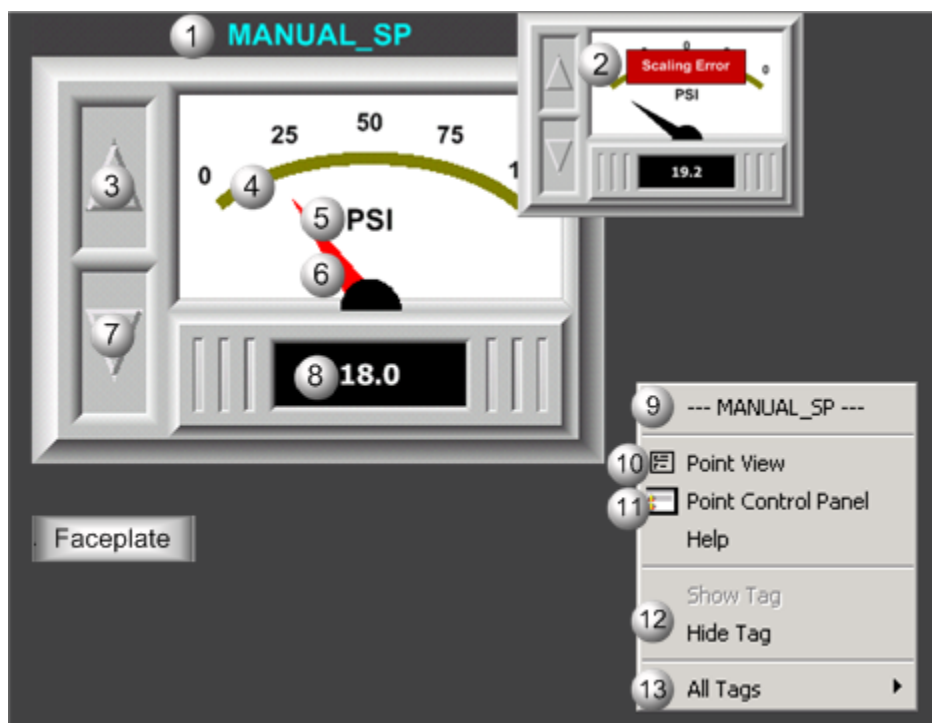 1 MANUAL_SP
0 25 50 75 1
4
3
5 PSI
6
7
8 18.0
0
2 Scaling Error 0
PSI
19.2
Faceplate
9 --- MANUAL_SP ---
10 Point View
11 Point Control Panel
Help
Show Tag
12
Hide Tag
13 All Tags